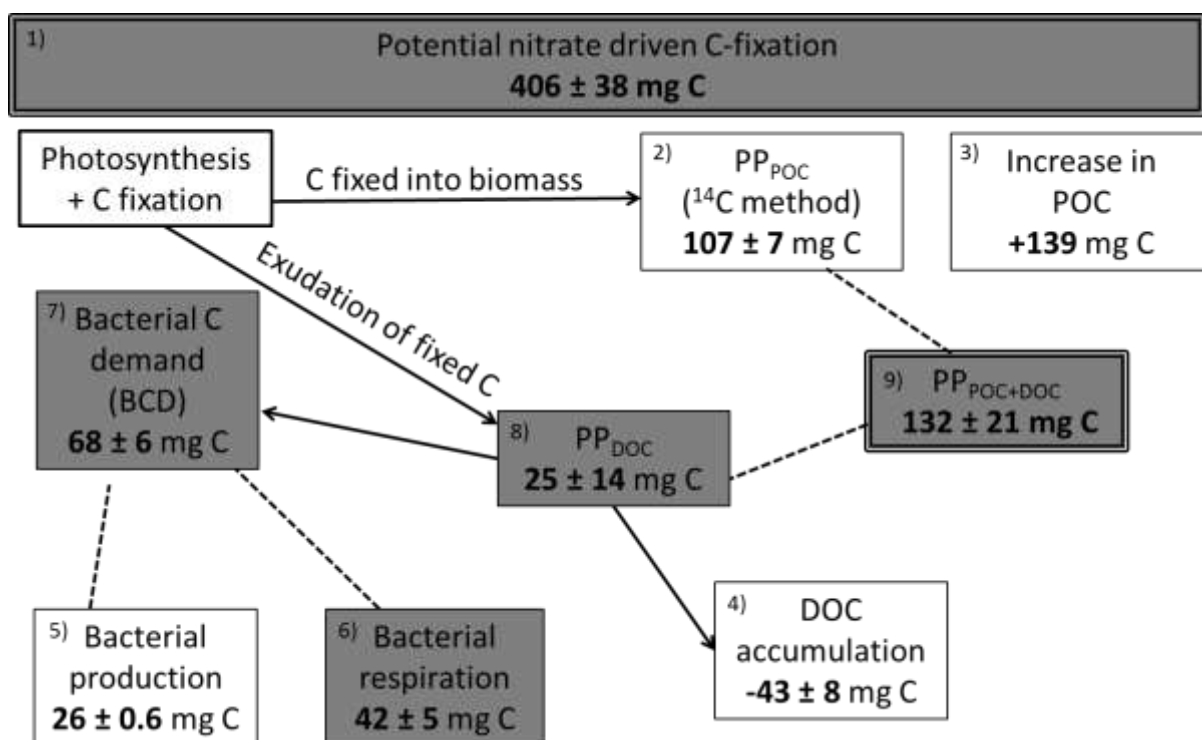 1)
Potential nitrate driven C-fixation
406 ± 38 mg C
Photosynthesis
+ C fixation
C fixed into biomass
2)
PP_POC
(¹⁴C method)
107 ± 7 mg C
3)
Increase in
POC
+139 mg C
Exudation of fixed C
7)
Bacterial C
demand
(BCD)
68 ± 6 mg C
8)
PP_DOC
25 ± 14 mg C
9)
PP_POC+DOC
132 ± 21 mg C
5)
Bacterial
production
26 ± 0.6 mg C
6)
Bacterial
respiration
42 ± 5 mg C
4)
DOC
accumulation
-43 ± 8 mg C